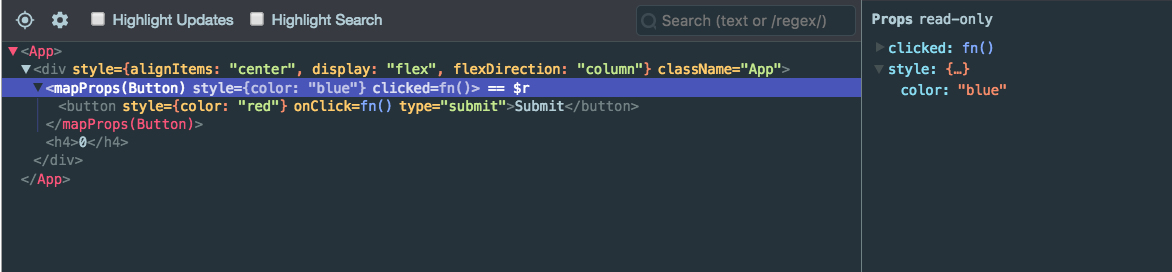 Highlight Updates Highlight Search Search (text or /regex/)
<App>
<div style={alignItems: "center", display: "flex", flexDirection: "column"} className="App">
<mapProps(Button) style={color: "blue"} clicked=fn()> == $r
<button style={color: "red"} onClick=fn() type="submit">Submit</button>
</mapProps(Button)>
<h4>0</h4>
</div>
</App>
Props read-only
clicked: fn()
style: {…}
color: "blue"